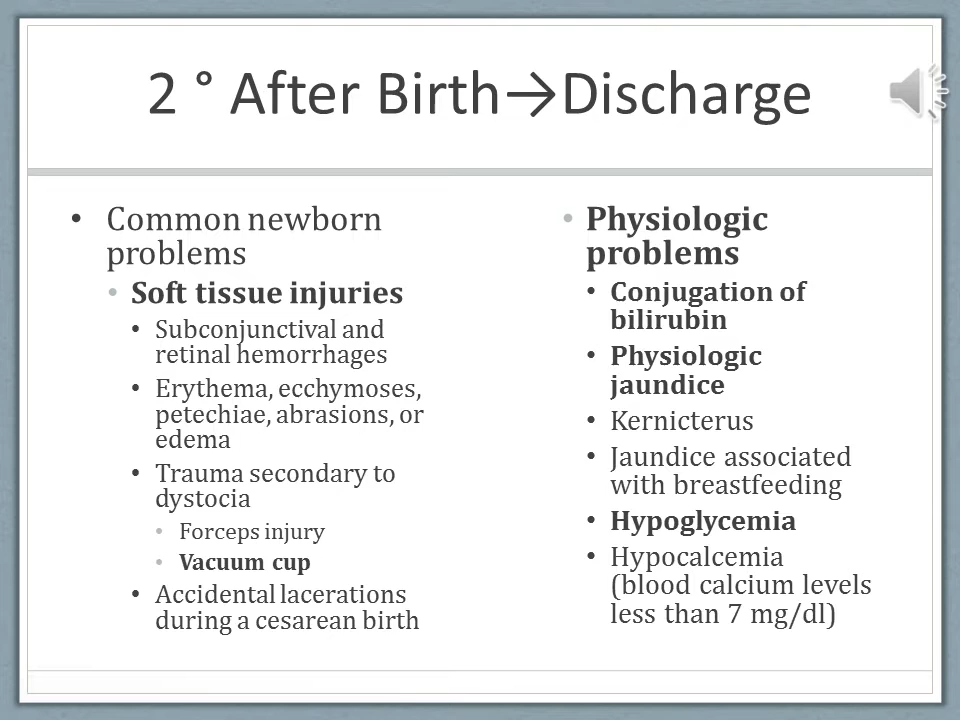 2 ° After Birth→Discharge
• Common newborn
problems
• Soft tissue injuries
• Subconjunctival and
retinal hemorrhages
• Erythema, ecchymoses,
petechiae, abrasions, or
edema
• Trauma secondary to
dystocia
• Forceps injury
• Vacuum cup
• Accidental lacerations
during a cesarean birth
• Physiologic
problems
• Conjugation of
bilirubin
• Physiologic
jaundice
• Kernicterus
• Jaundice associated
with breastfeeding
• Hypoglycemia
• Hypocalcemia
(blood calcium levels
less than 7 mg/dl)